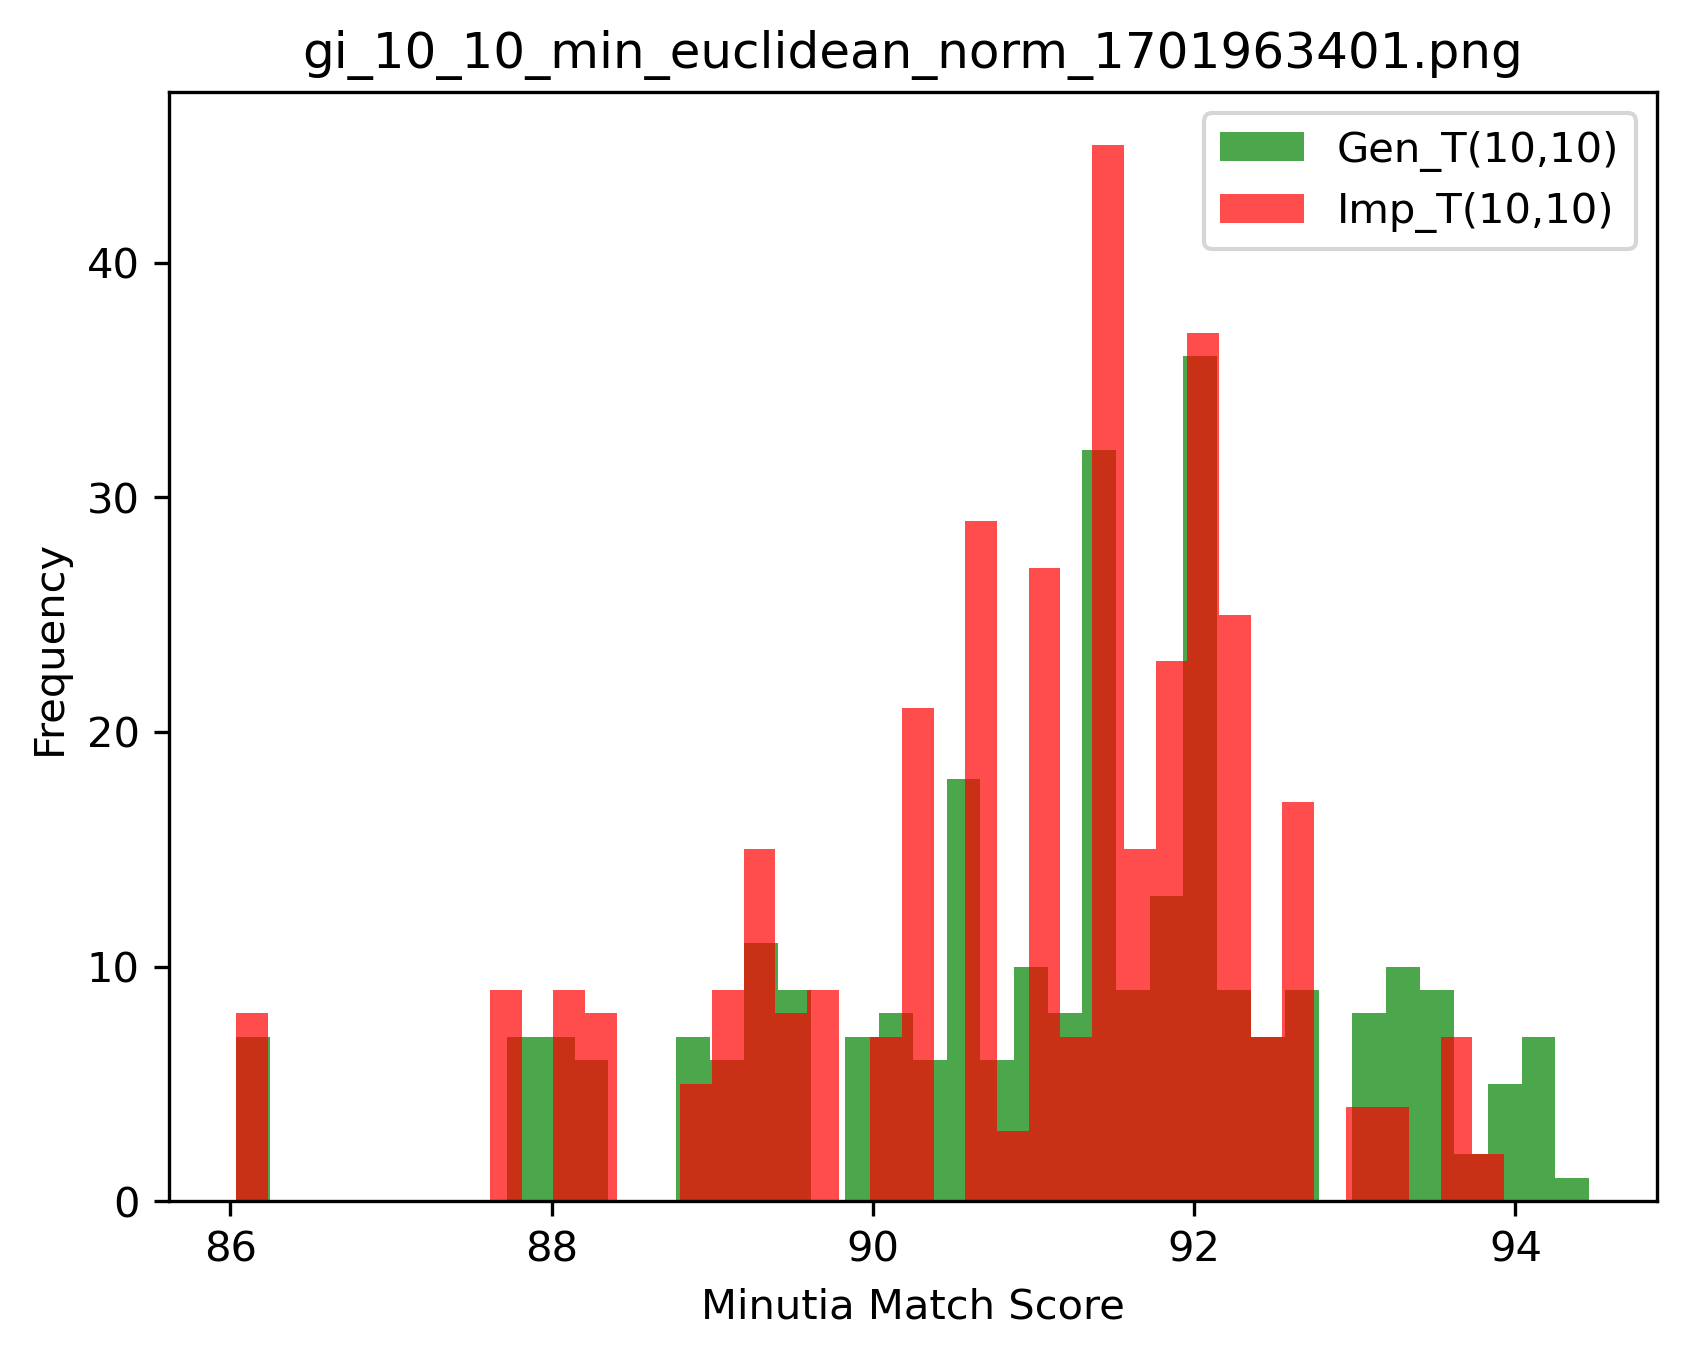 gi_10_10_min_euclidean_norm_1701963401.png
Gen_T(10,10)
Imp_T(10,10)
40
30
20
10
0
Frequency
86 88 90 92 94
Minutia Match Score